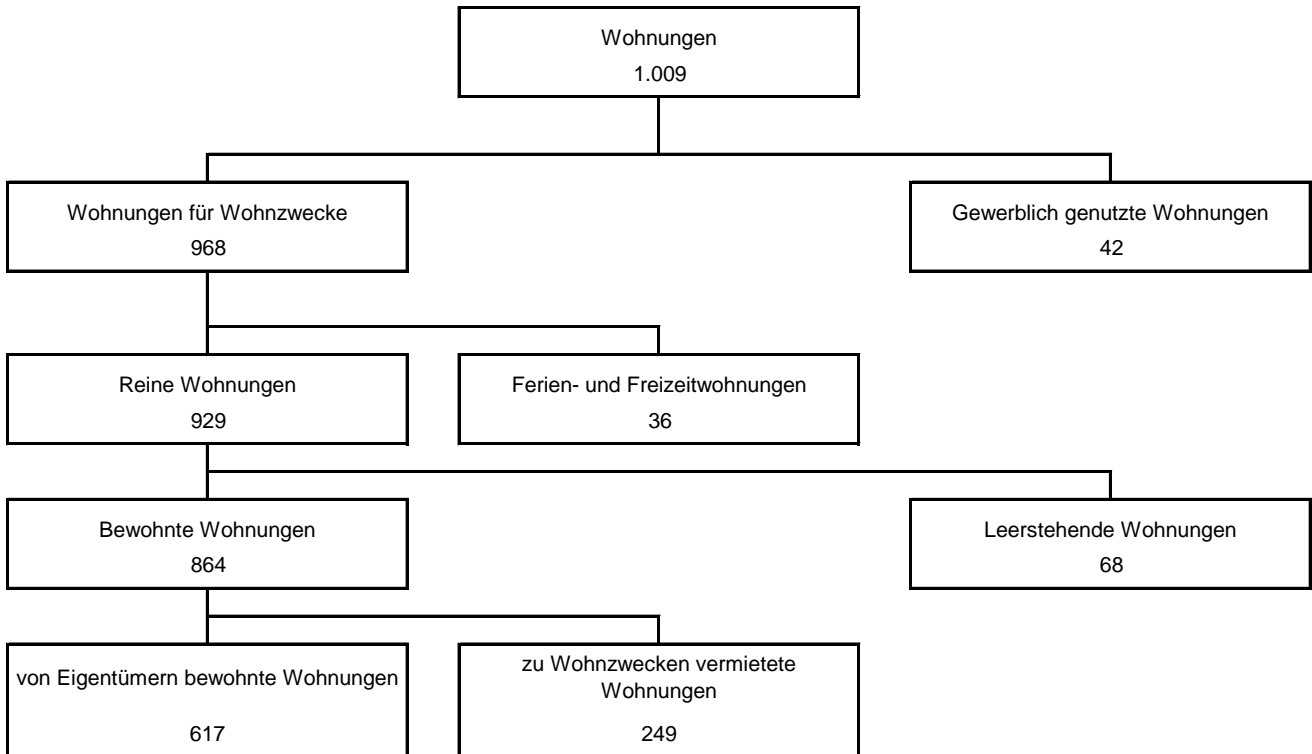 Wohnungen
1.009
Wohnungen für Wohnzwecke
968
Gewerblich genutzte Wohnungen
42
Reine Wohnungen
929
Ferien- und Freizeitwohnungen
36
Bewohnte Wohnungen
864
Leerstehende Wohnungen
68
von Eigentümern bewohnte Wohnungen
617
zu Wohnzwecken vermietete
Wohnungen
249